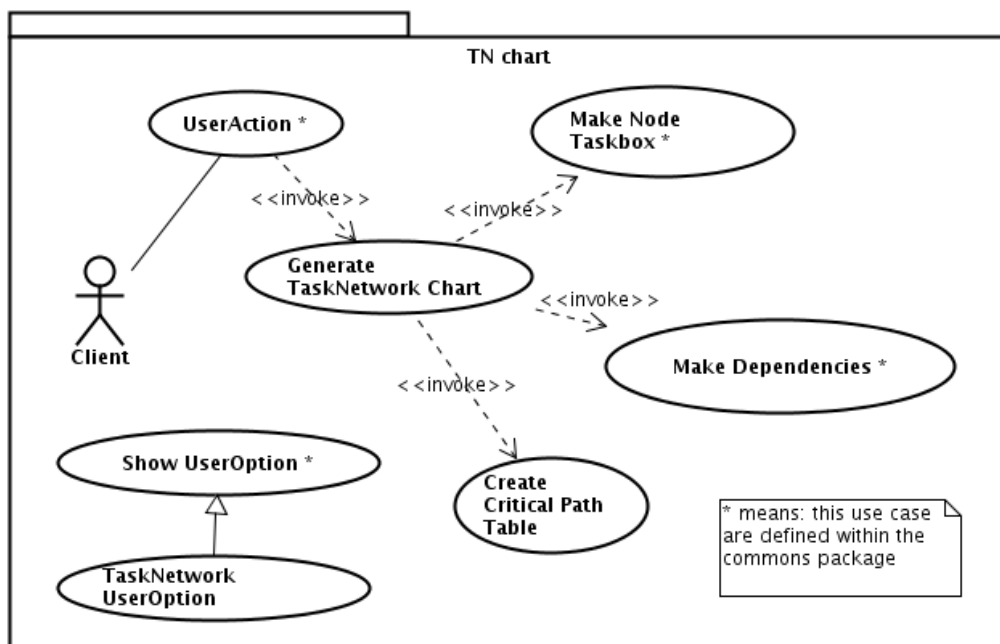 TN chart
UserAction *
Make Node
Taskbox *
<<invoke>>
<<invoke>>
Generate
TaskNetwork Chart
<<invoke>>
Client
Make Dependencies *
<<invoke>>
Show UserOption *
Create
Critical Path
Table
* means: this use case
are defined within the
commons package
TaskNetwork
UserOption